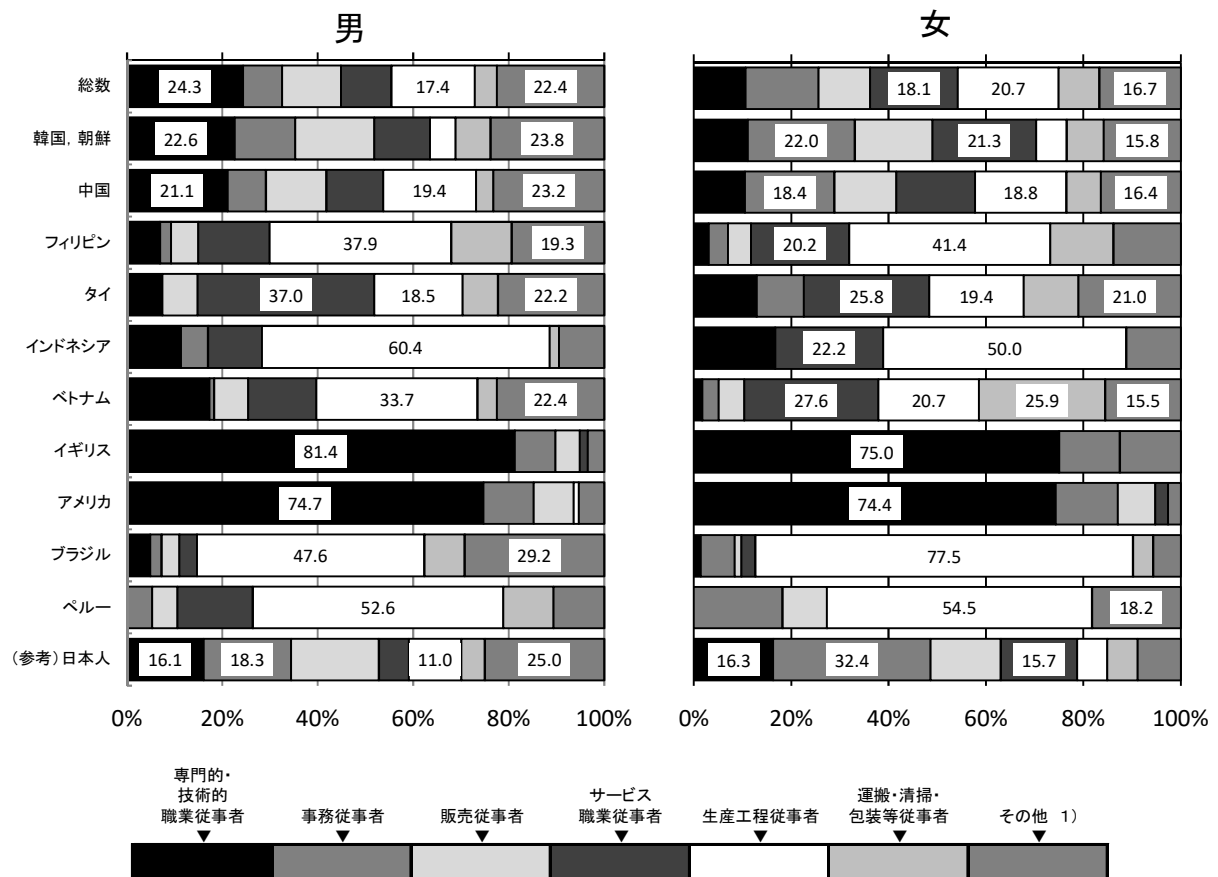 男
女
総数 24.3 17.4 22.4 18.1 20.7 16.7
韓国, 朝鮮 22.6 23.8 22.0 21.3 15.8
中国 21.1 19.4 23.2 18.4 18.8 16.4
フィリピン 37.9 19.3 20.2 41.4
タイ 37.0 18.5 22.2 25.8 19.4 21.0
インドネシア 60.4 22.2 50.0
ベトナム 33.7 22.4 27.6 20.7 25.9 15.5
イギリス 81.4 75.0
アメリカ 74.7 74.4
ブラジル 47.6 29.2 77.5
ペルー 52.6 54.5 18.2
(参考)日本人 16.1 18.3 11.0 25.0 16.3 32.4 15.7
0% 20% 40% 60% 80% 100% 0% 20% 40% 60% 80% 100%
専門的・
技術的
職業従事者
事務従事者
販売従事者
サービス
職業従事者
生産工程従事者
運搬・清掃・
包装等従事者
その他 1)